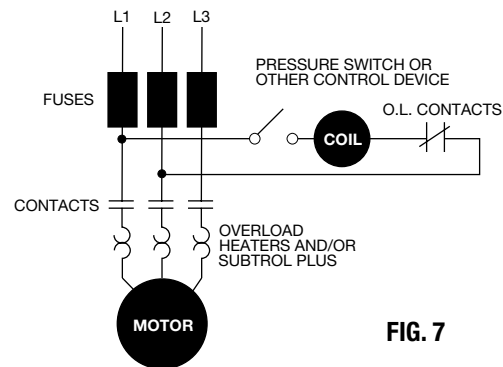 L1 L2 L3
PRESSURE SWITCH OR
OTHER CONTROL DEVICE
FUSES
O.L. CONTACTS
COIL
CONTACTS
OVERLOAD
HEATERS AND/OR
SUBTROL PLUS
MOTOR
FIG. 7